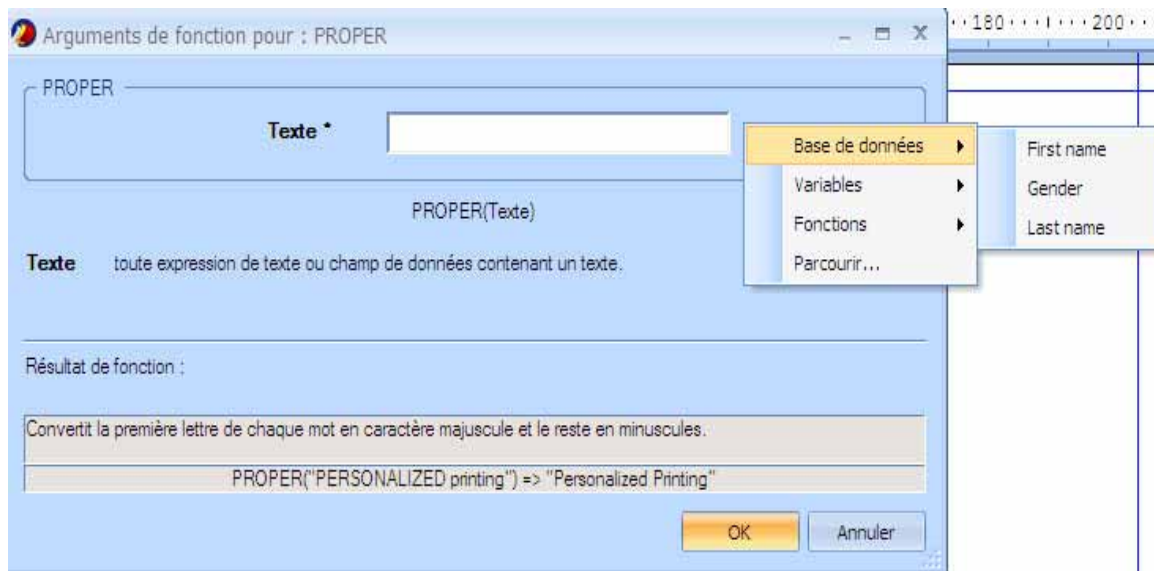 Arguments de fonction pour : PROPER
··180···ı···200··
PROPER
Texte *
Base de données
First name
Variables
Gender
Fonctions
Last name
Parcourir...
PROPER(Texte)
Texte toute expression de texte ou champ de données contenant un texte.
Résultat de fonction :
Convertit la première lettre de chaque mot en caractère majuscule et le reste en minuscules.
PROPER("PERSONALIZED printing") => "Personalized Printing"
OK Annuler